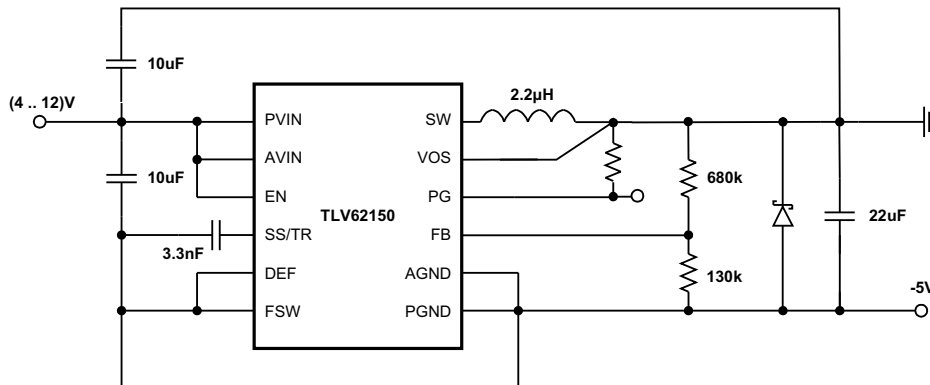 10uF
(4 .. 12)V
10uF
3.3nF
PVIN
AVIN
EN
SS/TR
DEF
FSW
TLV62150
SW
VOS
PG
FB
AGND
PGND
2.2µH
680k
130k
22uF
-5V